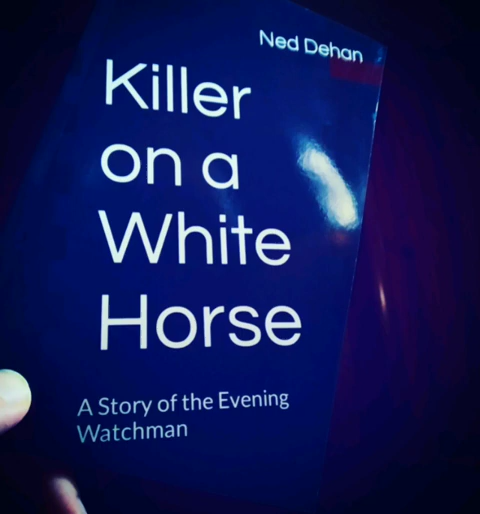 Ned Dehan
Killer
on a
White
Horse
A Story of the Evening
Watchman